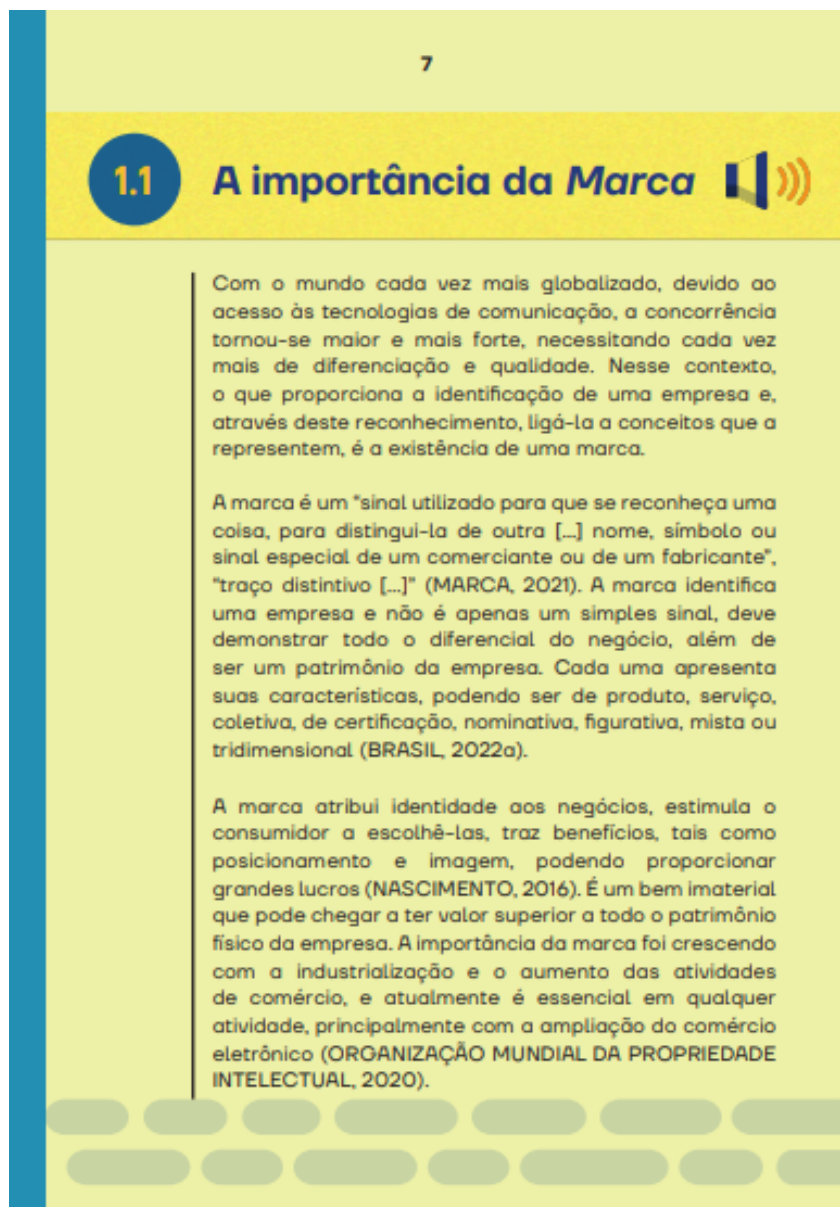 7
1.1 A importância da Marca
Com o mundo cada vez mais globalizado, devido ao
acesso às tecnologias de comunicação, a concorrência
tornou-se maior e mais forte, necessitando cada vez
mais de diferenciação e qualidade. Nesse contexto,
o que proporciona a identificação de uma empresa e,
através deste reconhecimento, ligá-la a conceitos que a
representem, é a existência de uma marca.
A marca é um "sinal utilizado para que se reconheça uma
coisa, para distingui-la de outra [...] nome, símbolo ou
sinal especial de um comerciante ou de um fabricante",
"traço distintivo [...]" (MARCA, 2021). A marca identifica
uma empresa e não é apenas um simples sinal, deve
demonstrar todo o diferencial do negócio, além de
ser um patrimônio da empresa. Cada uma apresenta
suas características, podendo ser de produto, serviço,
coletiva, de certificação, nominativa, figurativa, mista ou
tridimensional (BRASIL, 2022a).
A marca atribui identidade aos negócios, estimula o
consumidor a escolhê-las, traz benefícios, tais como
posicionamento e imagem, podendo proporcionar
grandes lucros (NASCIMENTO, 2016). É um bem imaterial
que pode chegar a ter valor superior a todo o patrimônio
físico da empresa. A importância da marca foi crescendo
com a industrialização e o aumento das atividades
de comércio, e atualmente é essencial em qualquer
atividade, principalmente com a ampliação do comércio
eletrônico (ORGANIZAÇÃO MUNDIAL DA PROPRIEDADE
INTELECTUAL, 2020).